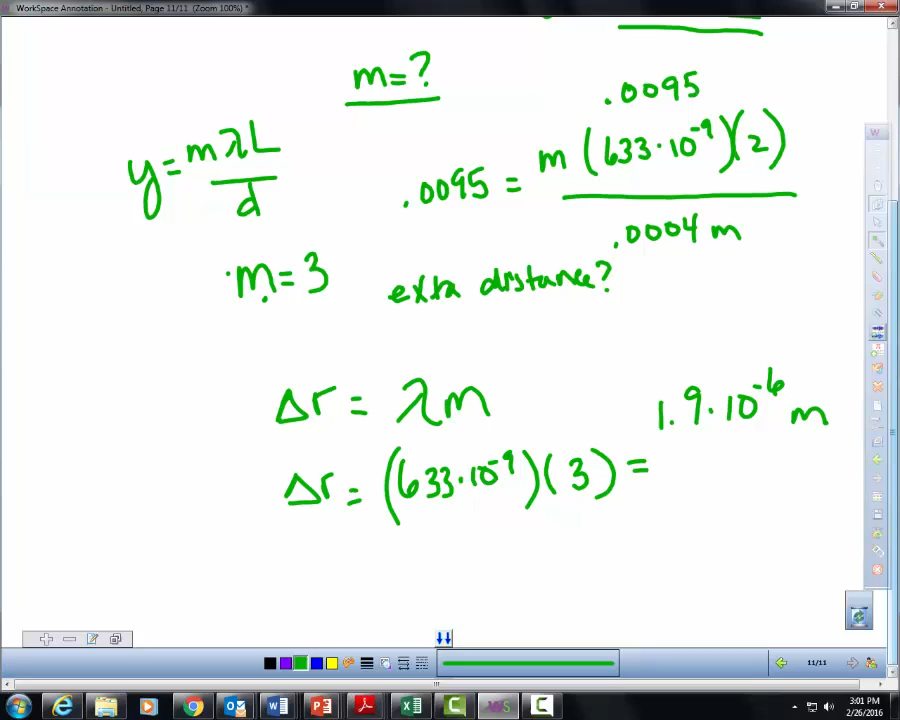 WorkSpace Annotation - Untitled, Page 11/11 (Zoom 100%) *
m = ?
.0095
y = mλL / d
.0095 = m (633·10⁻⁹)(2) / .0004 m
m = 3
extra distance?
Δr = λm
1.9·10⁻⁶ m
Δr = (633·10⁻⁹)(3) =
11/11
3:01 PM
2/26/2016